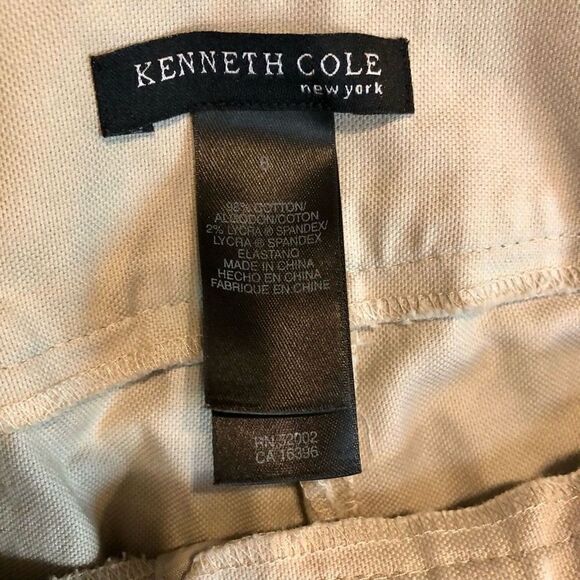 KENNETH COLE
new york
98% COTTON/
ALGODON/COTON
2% LYCRA ® SPANDEX/
LYCRA ® SPANDEX
ELASTANO
MADE IN CHINA
HECHO EN CHINA
FABRIQUE EN CHINE
RN 52002
CA 16396